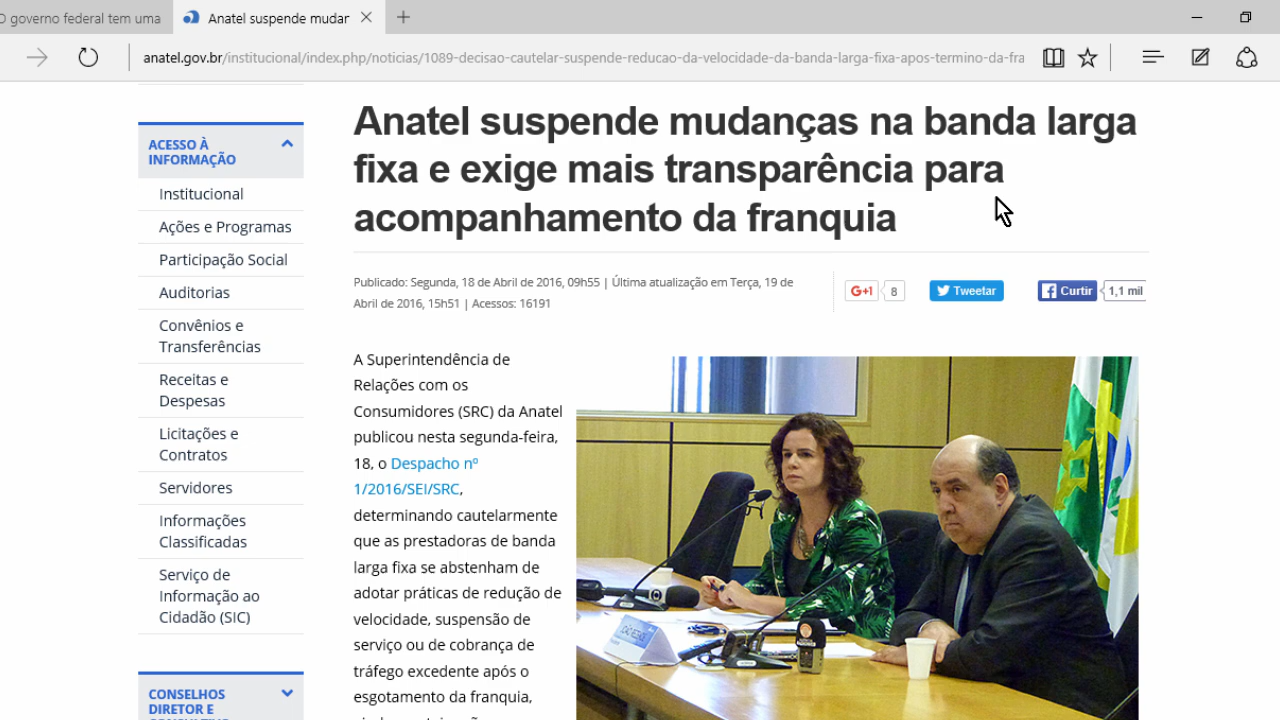 O governo federal tem uma
Anatel suspende mudar
anatel.gov.br/institucional/index.php/noticias/1089-decisao-cautelar-suspende-reducao-da-velocidade-da-banda-larga-fixa-apos-termino-da-fra
ACESSO À
INFORMAÇÃO
Institucional
Ações e Programas
Participação Social
Auditorias
Convênios e
Transferências
Receitas e
Despesas
Licitações e
Contratos
Servidores
Informações
Classificadas
Serviço de
Informação ao
Cidadão (SIC)
CONSELHOS
DIRETOR E
Anatel suspende mudanças na banda larga
fixa e exige mais transparência para
acompanhamento da franquia
Publicado: Segunda, 18 de Abril de 2016, 09h55 | Última atualização em Terça, 19 de
Abril de 2016, 15h51 | Acessos: 16191
G+1 8
Tweetar
Curtir 1,1 mil
A Superintendência de
Relações com os
Consumidores (SRC) da Anatel
publicou nesta segunda-feira,
18, o Despacho nº
1/2016/SEI/SRC,
determinando cautelarmente
que as prestadoras de banda
larga fixa se abstenham de
adotar práticas de redução de
velocidade, suspensão de
serviço ou de cobrança de
tráfego excedente após o
esgotamento da franquia,